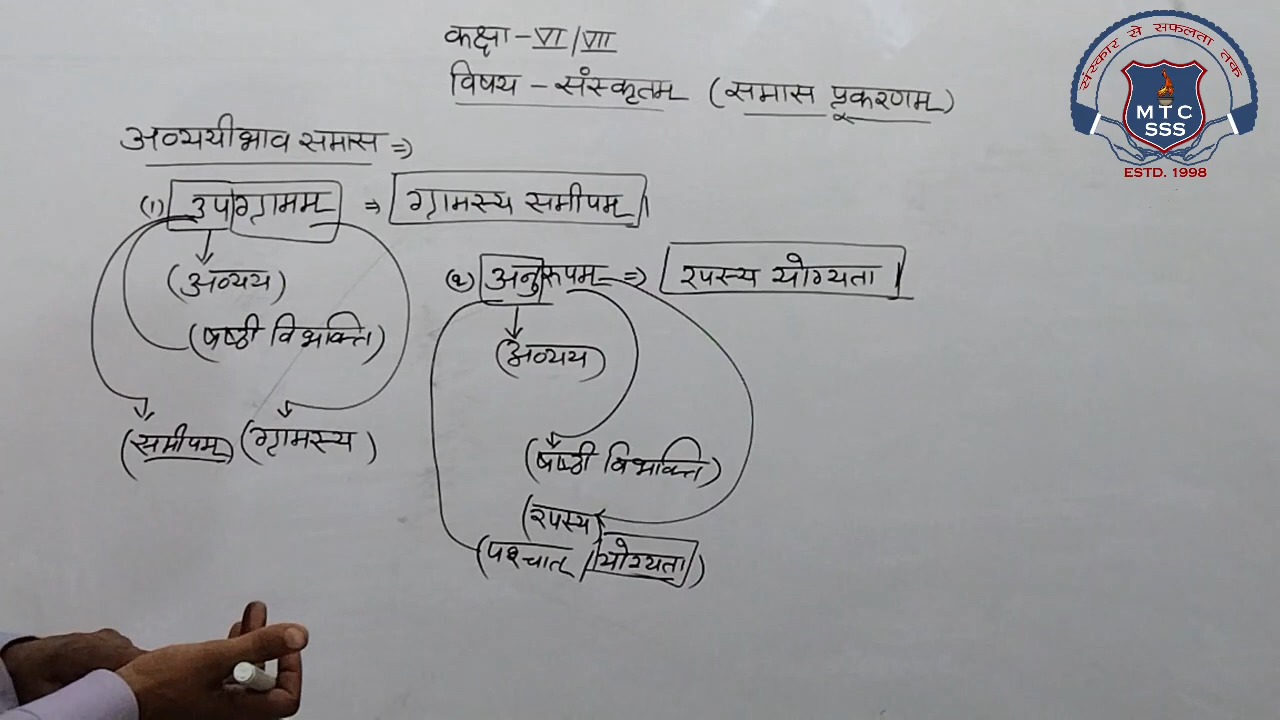 कक्षा - VI / VII
विषय - संस्कृतम् (समास प्रकरणम्)
अव्ययीभाव समास ⇒
(1) उपग्रामम् ⇒ ग्रामस्य समीपम्
(अव्यय)
(षष्ठी विभक्ति)
(समीपम्) (ग्रामस्य)
(२) अनुरूपम् ⇒ रुपस्य योग्यता
(अव्यय)
(षष्ठी विभक्ति)
(रुपस्य)
(पश्चात् / योग्यता)
संस्कार से सफलता तक
MTC
SSS
ESTD. 1998